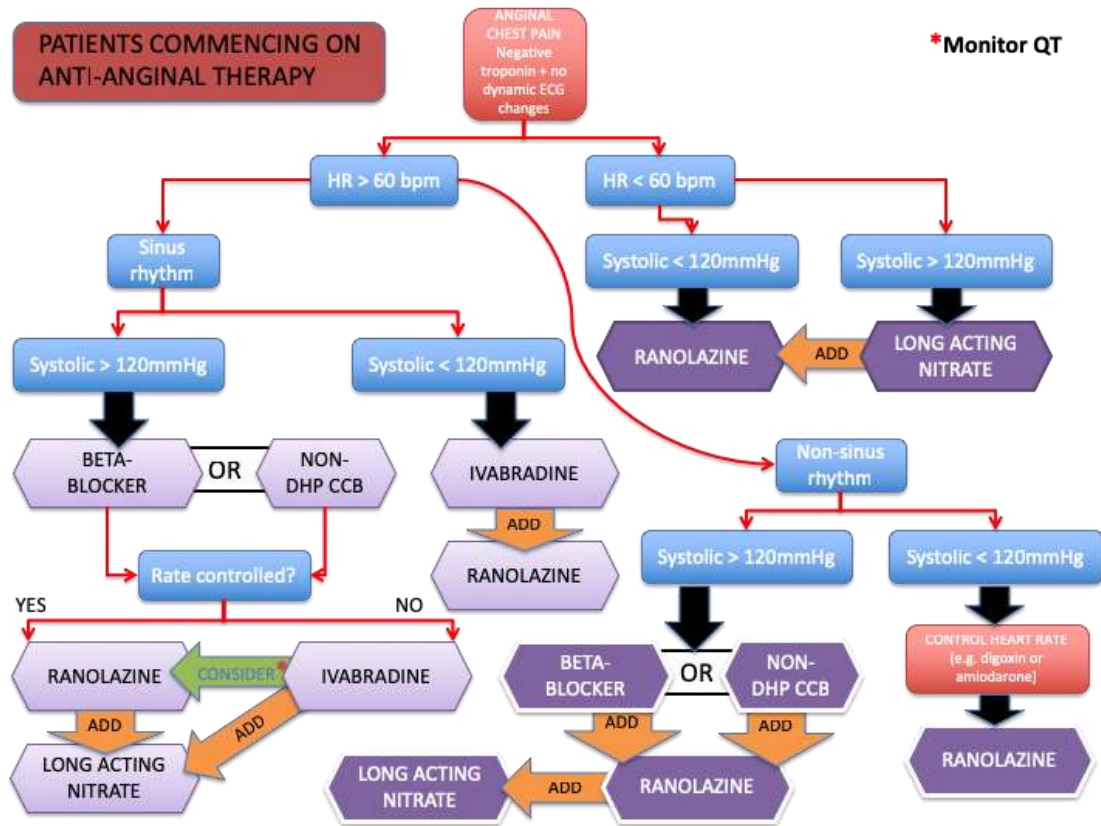 PATIENTS COMMENCING ON
ANTI-ANGINAL THERAPY
ANGINAL
CHEST PAIN
Negative
troponin + no
dynamic ECG
changes
*Monitor QT
HR > 60 bpm
HR < 60 bpm
Sinus
rhythm
Systolic < 120mmHg
Systolic > 120mmHg
RANOLAZINE
ADD
LONG ACTING
NITRATE
Systolic > 120mmHg
Systolic < 120mmHg
BETA-
BLOCKER
OR
NON-
DHP CCB
IVABRADINE
ADD
RANOLAZINE
Non-sinus
rhythm
Systolic > 120mmHg
Systolic < 120mmHg
Rate controlled?
YES
NO
RANOLAZINE
CONSIDER*
IVABRADINE
ADD
ADD
LONG ACTING
NITRATE
BETA-
BLOCKER
OR
NON-
DHP CCB
ADD
ADD
LONG ACTING
NITRATE
ADD
RANOLAZINE
CONTROL HEART RATE
(e.g. digoxin or
amiodarone)
RANOLAZINE